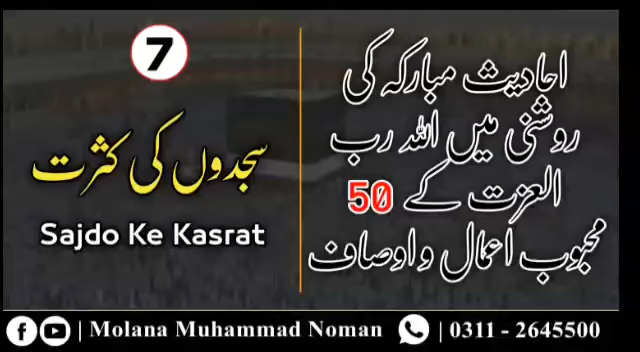 احادیث مبارکہ کی
روشنی میں اللہ رب
العزت کے 50
محبوب اعمال و اوصاف
7
سجدوں کی کثرت
Sajdo Ke Kasrat
| Molana Muhammad Noman | 0311 - 2645500